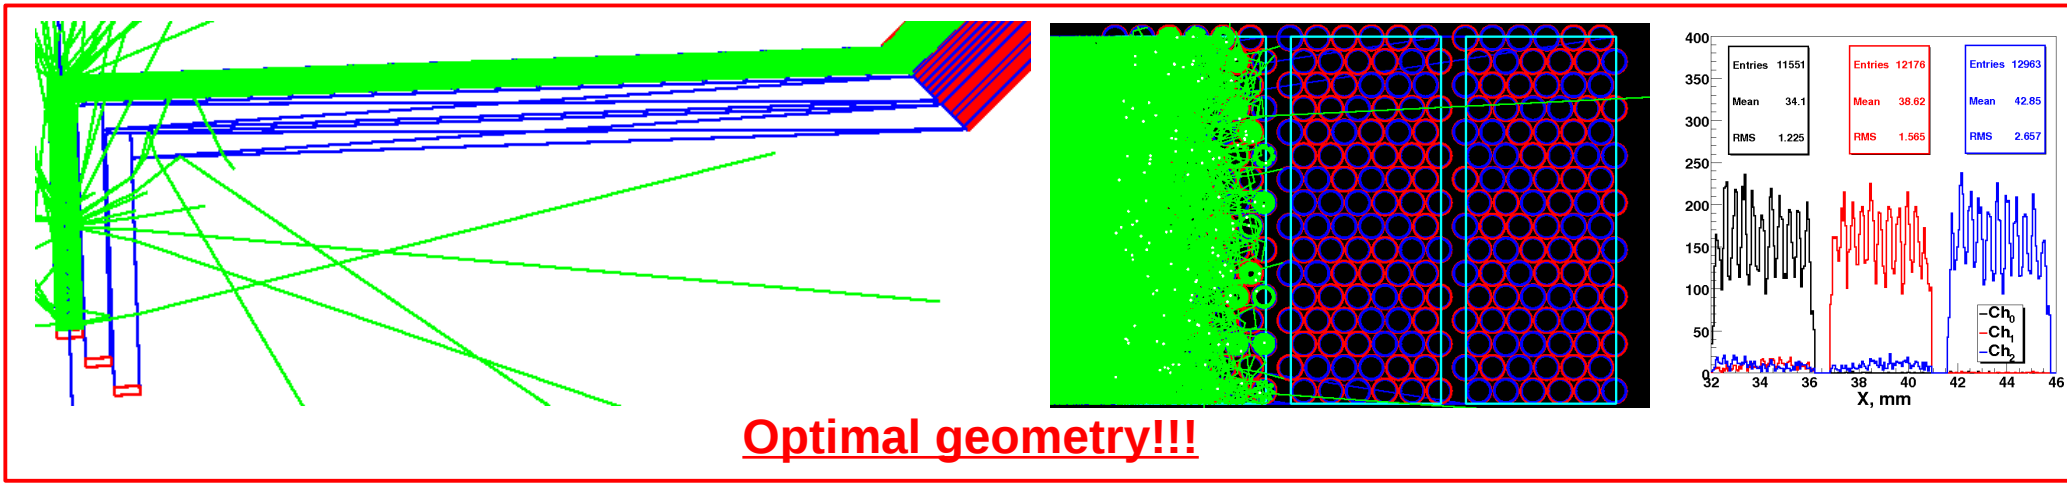 400
350
300
250
200
150
100
50
0
Entries 11551
Mean 34.1
RMS 1.225
Entries 12176
Mean 38.62
RMS 1.565
Entries 12963
Mean 42.85
RMS 2.657
Ch0
Ch1
Ch2
32 34 36 38 40 42 44 46
X, mm
Optimal geometry!!!